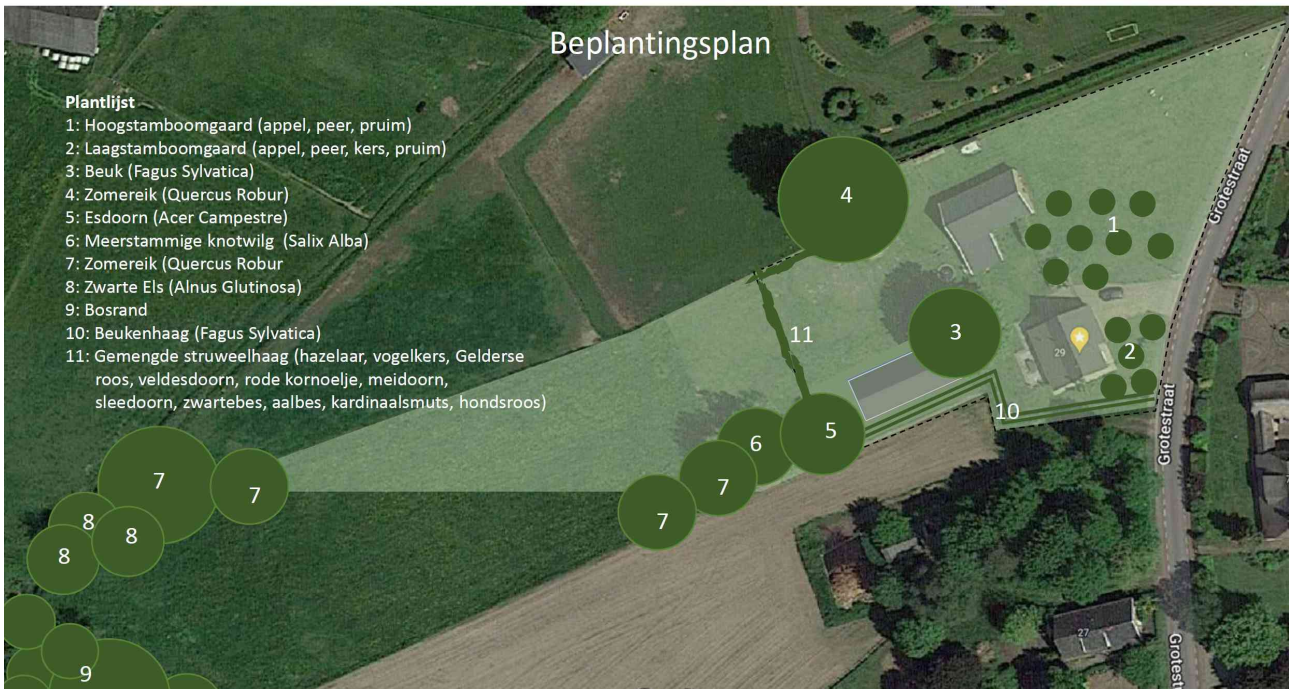 Beplantingsplan
Plantlijst
1: Hoogstamboomgaard (appel, peer, pruim)
2: Laagstamboomgaard (appel, peer, kers, pruim)
3: Beuk (Fagus Sylvatica)
4: Zomereik (Quercus Robur)
5: Esdoorn (Acer Campestre)
6: Meerstammige knotwilg (Salix Alba)
7: Zomereik (Quercus Robur
8: Zwarte Els (Alnus Glutinosa)
9: Bosrand
10: Beukenhaag (Fagus Sylvatica)
11: Gemengde struweelhaag (hazelaar, vogelkers, Gelderse
roos, veldesdoorn, rode kornoelje, meidoorn,
sleedoorn, zwartebes, aalbes, kardinaalsmuts, hondsroos)
4
1
Grotestraat
11
3
29
2
10
Grotestraat
5
6
7
7
7
7
8
8
8
27
9
Grotest